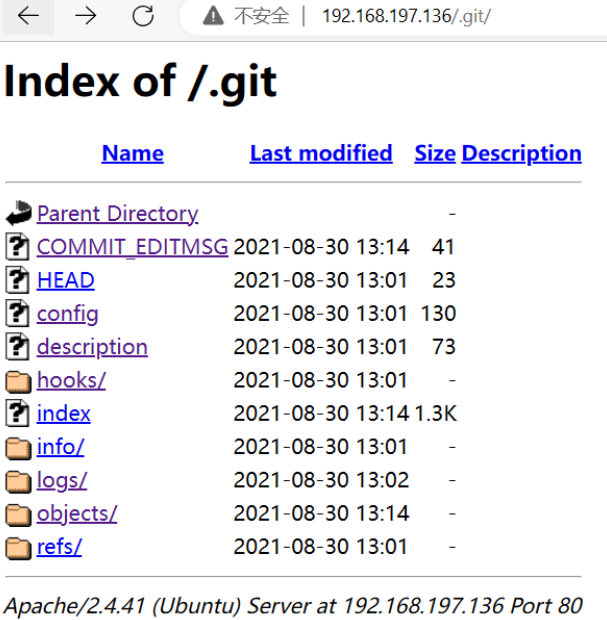 不安全 | 192.168.197.136/.git/
Index of /.git
Name Last modified Size Description
Parent Directory -
COMMIT_EDITMSG 2021-08-30 13:14 41
HEAD 2021-08-30 13:01 23
config 2021-08-30 13:01 130
description 2021-08-30 13:01 73
hooks/ 2021-08-30 13:01 -
index 2021-08-30 13:14 1.3K
info/ 2021-08-30 13:01 -
logs/ 2021-08-30 13:02 -
objects/ 2021-08-30 13:14 -
refs/ 2021-08-30 13:01 -
Apache/2.4.41 (Ubuntu) Server at 192.168.197.136 Port 80